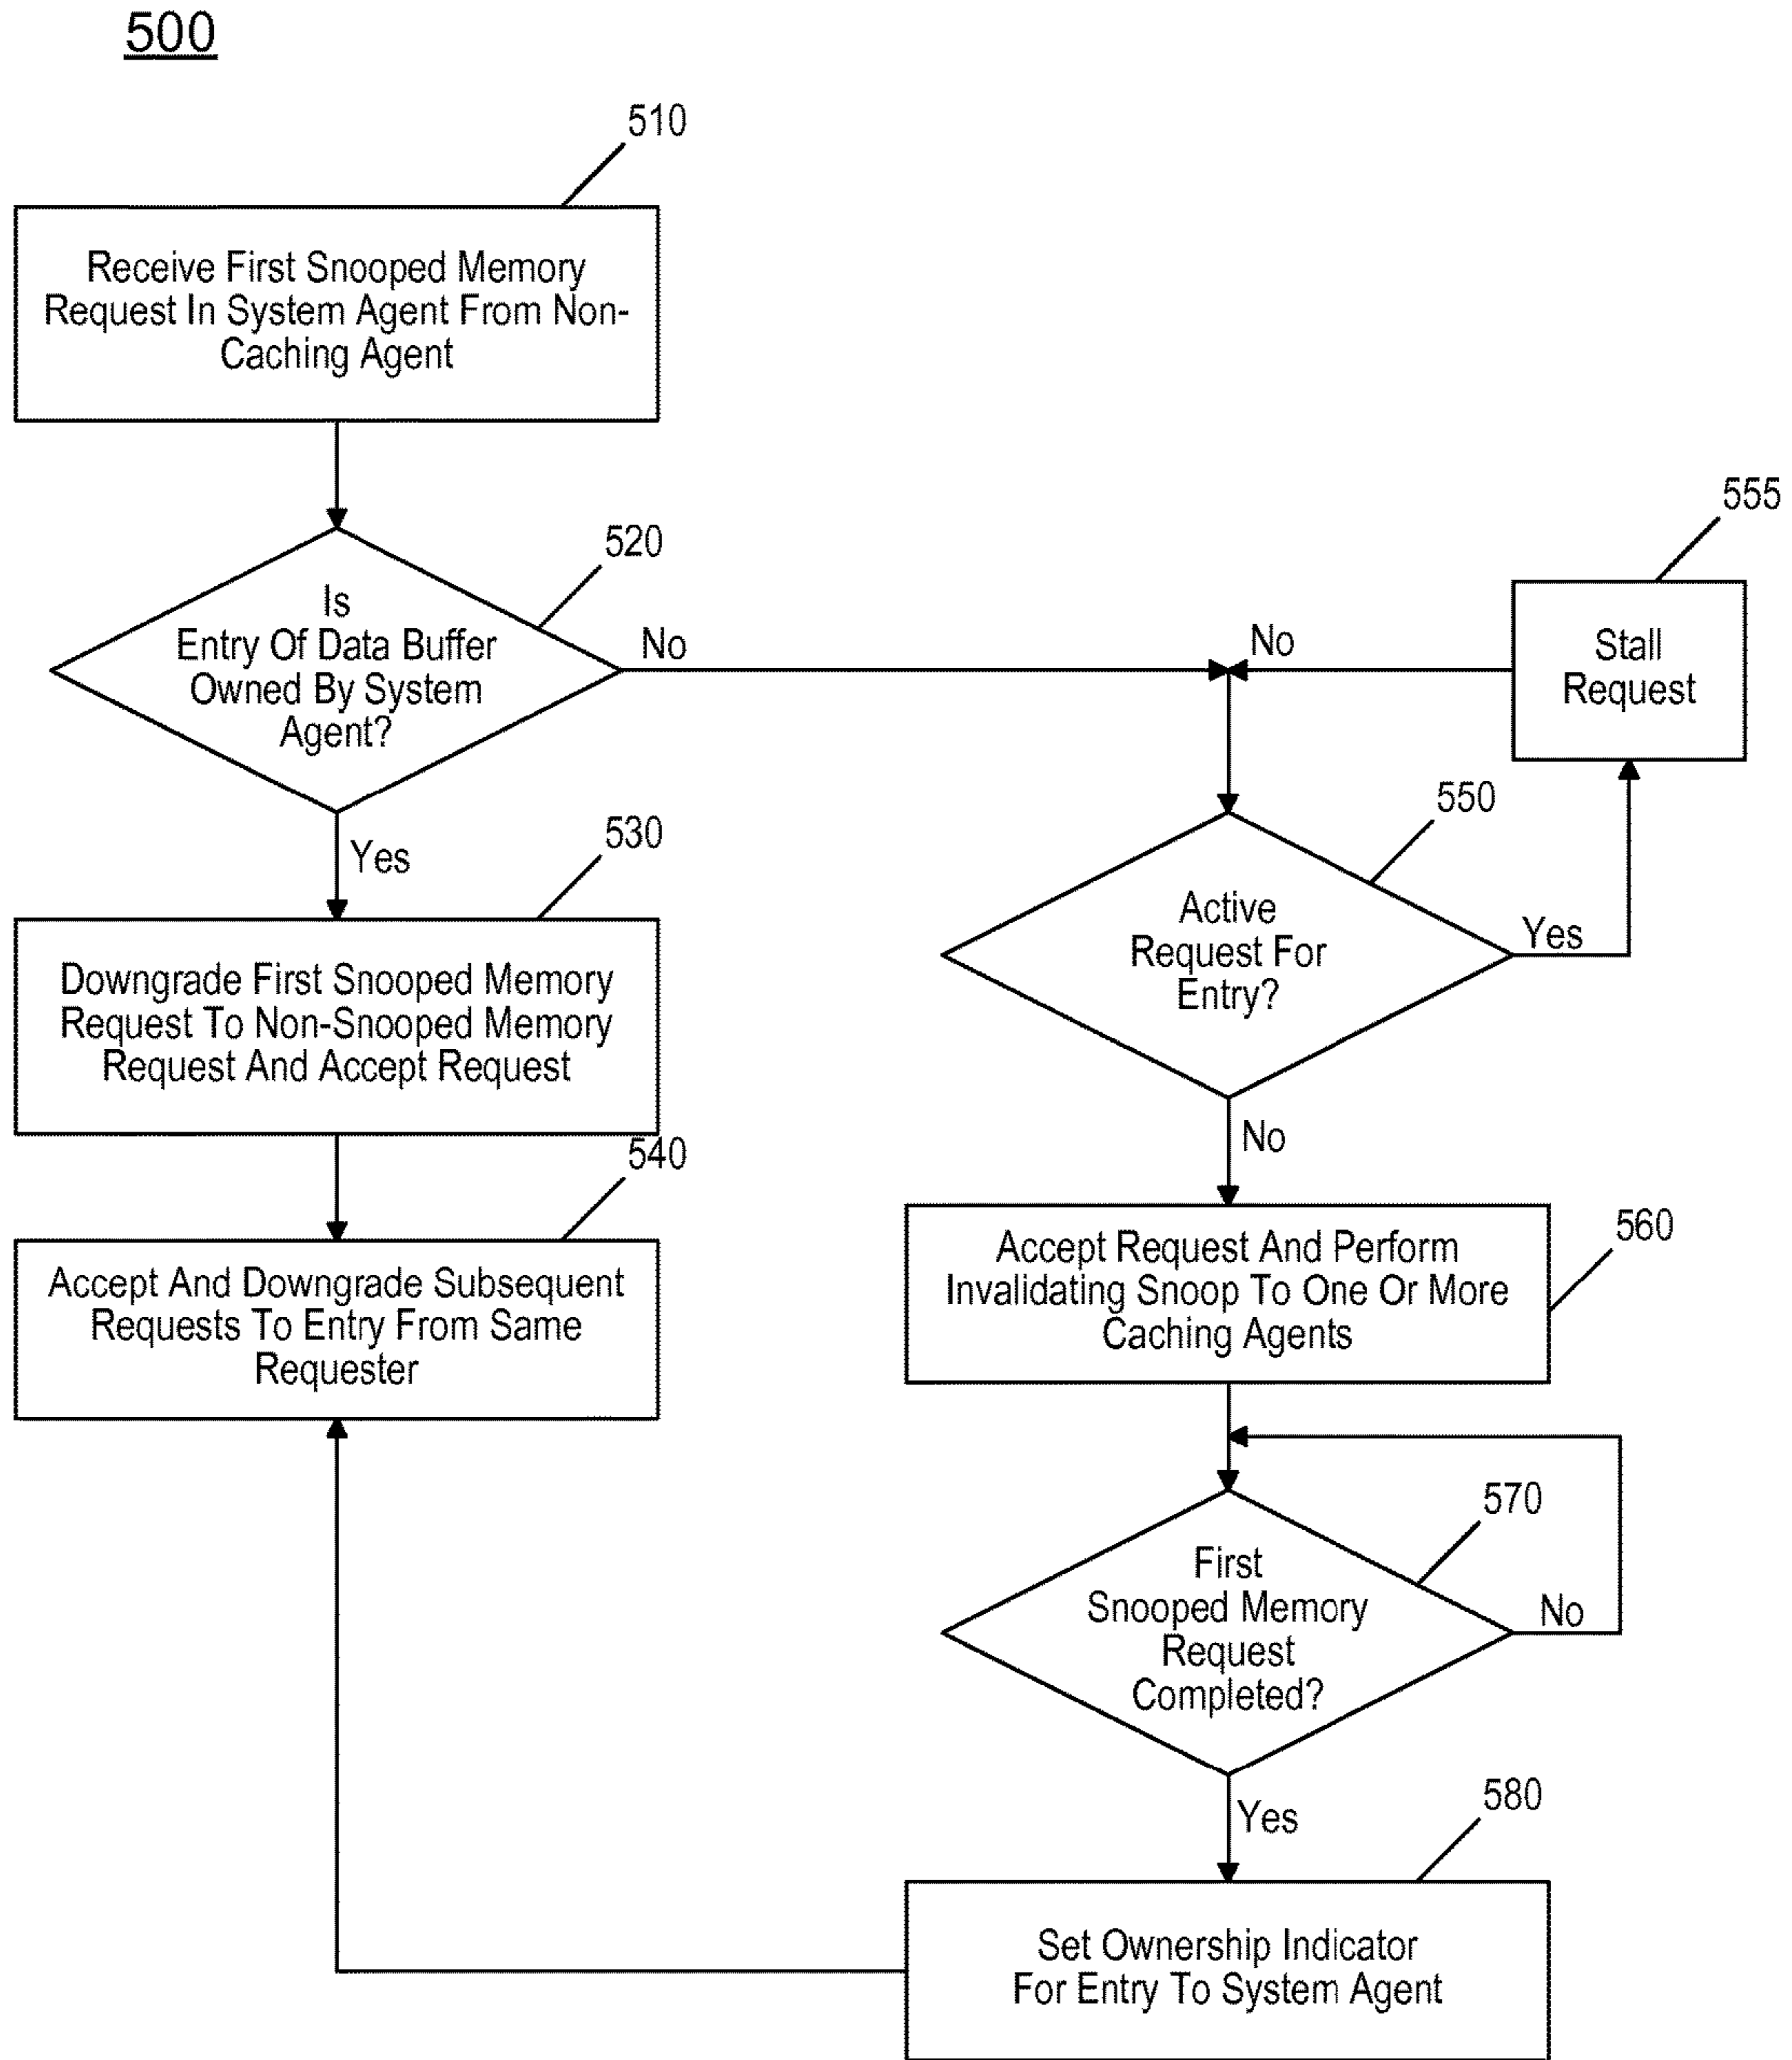 500
510
Receive First Snooped Memory
Request In System Agent From Non-
Caching Agent
520
Is
Entry Of Data Buffer
Owned By System
Agent?
No
No
555
Stall
Request
Yes
530
Downgrade First Snooped Memory
Request To Non-Snooped Memory
Request And Accept Request
550
Active
Request For
Entry?
Yes
No
540
Accept And Downgrade Subsequent
Requests To Entry From Same
Requester
560
Accept Request And Perform
Invalidating Snoop To One Or More
Caching Agents
570
First
Snooped Memory
Request
Completed?
No
Yes
580
Set Ownership Indicator
For Entry To System Agent